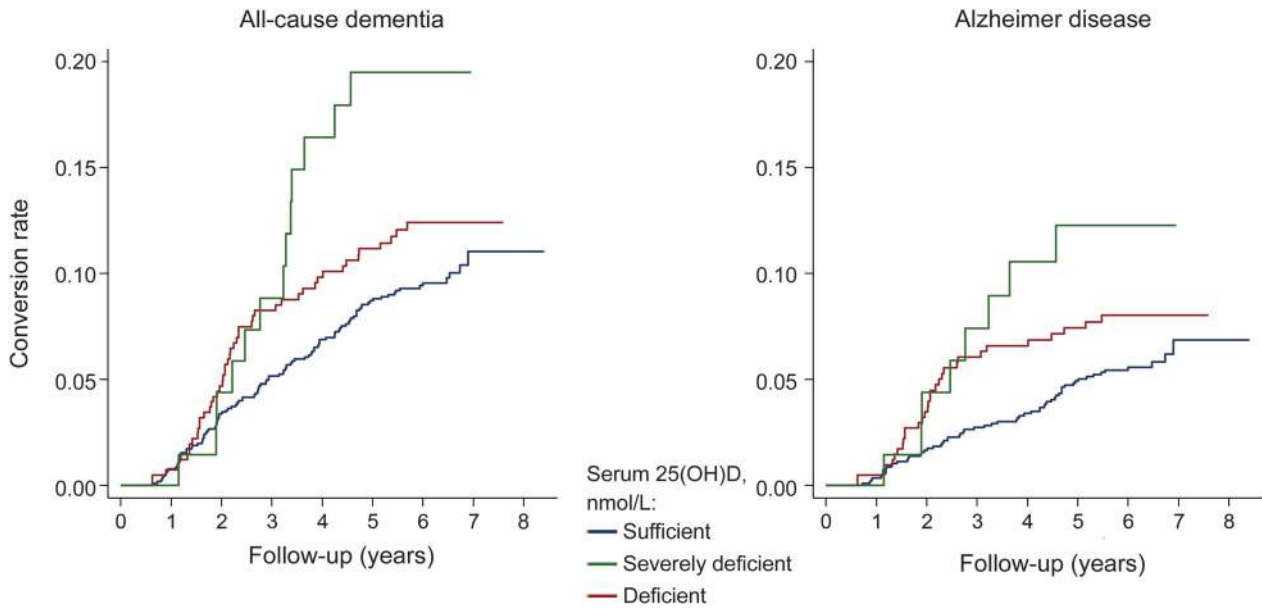 All-cause dementia
Conversion rate
0.20
0.15
0.10
0.05
0.00
0 1 2 3 4 5 6 7 8
Follow-up (years)
Serum 25(OH)D,
nmol/L:
Sufficient
Severely deficient
Deficient
Alzheimer disease
0.20
0.15
0.10
0.05
0.00
0 1 2 3 4 5 6 7 8
Follow-up (years)